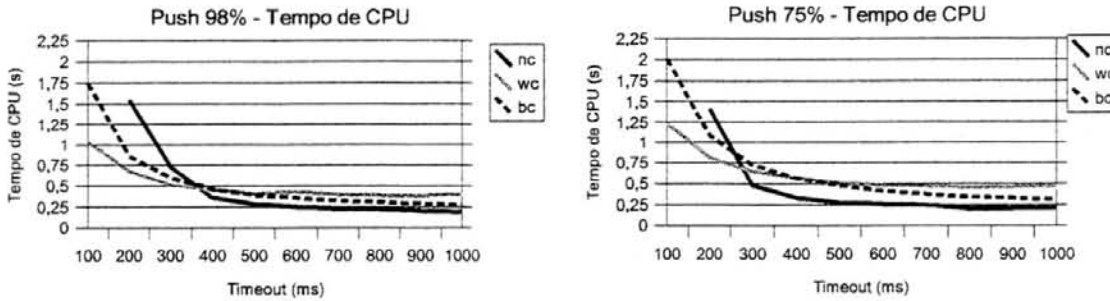 Push 98% - Tempo de CPU
Tempo de CPU (s)
2,25
2
1,75
1,5
1,25
1
0,75
0,5
0,25
0
100 200 300 400 500 600 700 800 900 1000
Timeout (ms)
nc
wc
bc
Push 75% - Tempo de CPU
Tempo de CPU (s)
2,25
2
1,75
1,5
1,25
1
0,75
0,5
0,25
0
100 200 300 400 500 600 700 800 900 1000
Timeout (ms)
nc
wc
bc